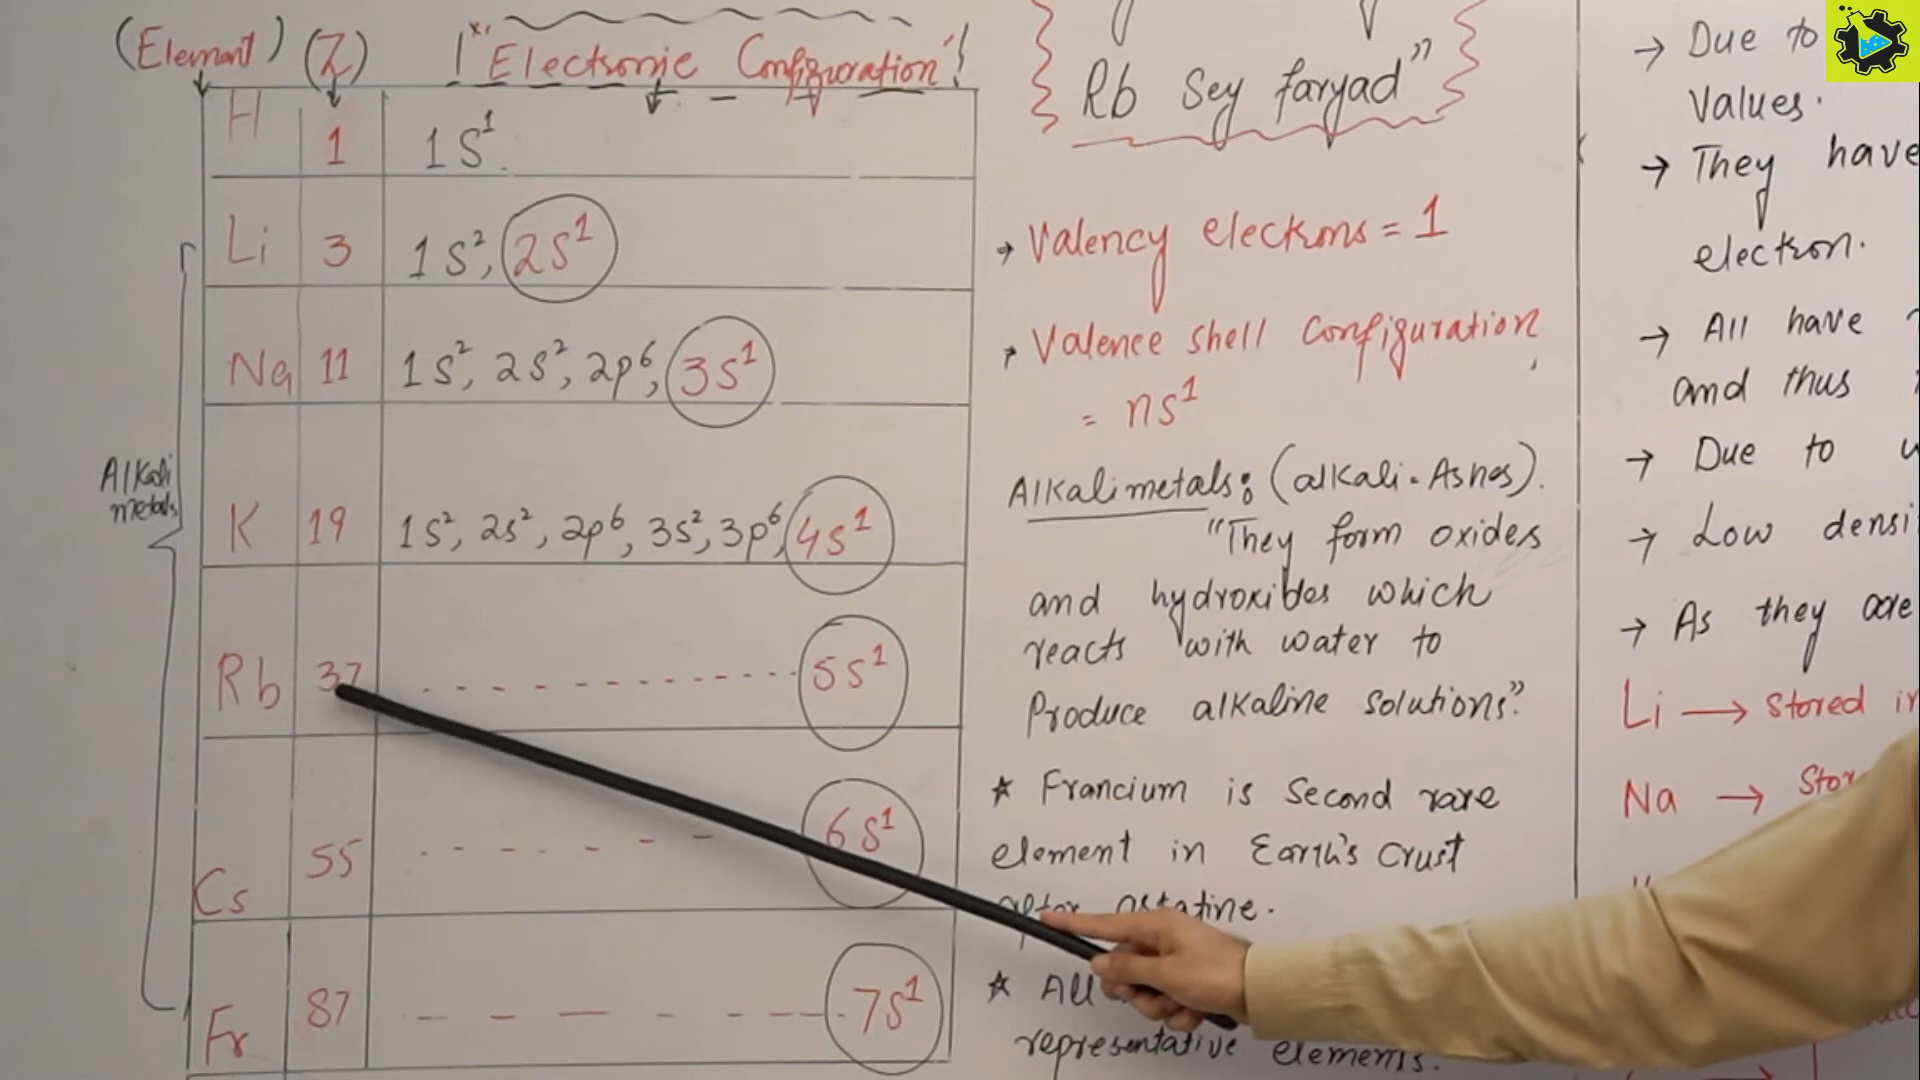 (Element) (Z) "Electronic Configuration"!
H 1 1S¹
Li 3 1S², 2S¹
Na 11 1S², 2S², 2p⁶, 3S¹
K 19 1S², 2S², 2p⁶, 3S², 3p⁶, 4S¹
Rb 37 - - - - - - - - - - - - 5S¹
Cs 55 - - - - - - 6S¹
Fr 87 - - - - - - - - - 7S¹
Alkali
metals
Rb Sey faryad"
→ Valency electrons = 1
→ Valence shell Configuration
= ns¹
Alkali metals: (alkali = Ashes).
"They form oxides
and hydroxides which
reacts with water to
Produce alkaline solutions."
★ Francium is Second rare
element in Earth's Crust
after astatine.
★ All
representative elements.
→ Due to
Values.
→ They have
electron.
→ All have
and thus
→ Due to
→ Low densi
→ As they are
Li → Stored in
Na → Stor